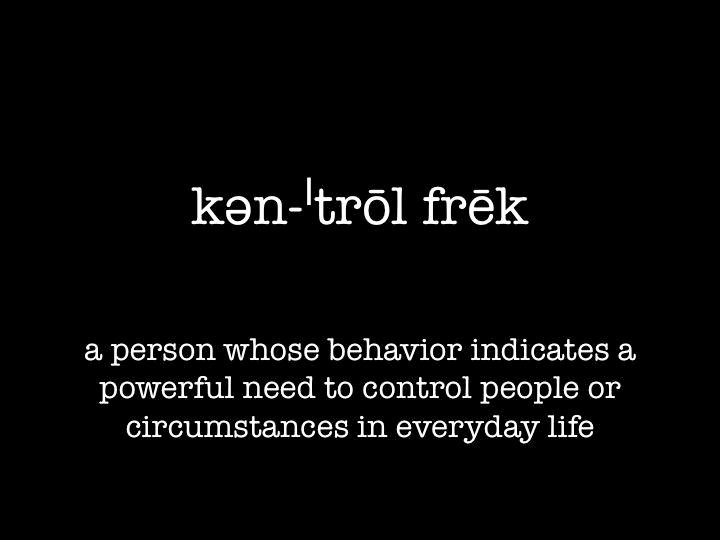 kən-ˈtrōl frēk
a person whose behavior indicates a
powerful need to control people or
circumstances in everyday life